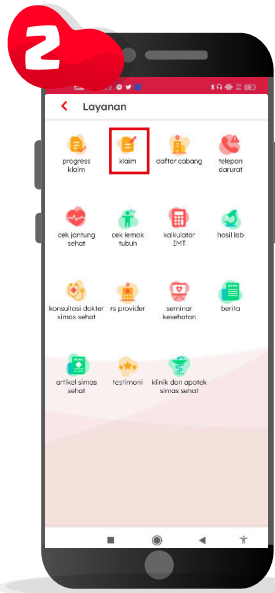 2
Layanan
progress klaim
klaim
daftar cabang
telepon darurat
cek jantung sehat
cek lemak tubuh
kalkulator IMT
hasil lab
konsultasi dokter simas sehat
rs provider
seminar kesehatan
berita
artikel simas sehat
testimoni
klinik dan apotek simas sehat